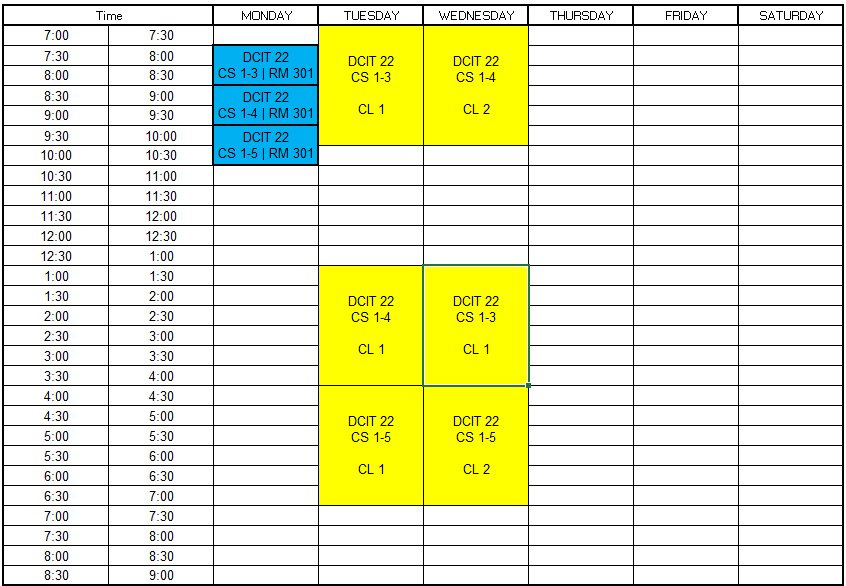 Time MONDAY TUESDAY WEDNESDAY THURSDAY FRIDAY SATURDAY
7:00 7:30
7:30 8:00
8:00 8:30
8:30 9:00
9:00 9:30
9:30 10:00
10:00 10:30
10:30 11:00
11:00 11:30
11:30 12:00
12:00 12:30
12:30 1:00
1:00 1:30
1:30 2:00
2:00 2:30
2:30 3:00
3:00 3:30
3:30 4:00
4:00 4:30
4:30 5:00
5:00 5:30
5:30 6:00
6:00 6:30
6:30 7:00
7:00 7:30
7:30 8:00
8:00 8:30
8:30 9:00
DCIT 22
CS 1-3 | RM 301
DCIT 22
CS 1-4 | RM 301
DCIT 22
CS 1-5 | RM 301
DCIT 22
CS 1-3
CL 1
DCIT 22
CS 1-4
CL 1
DCIT 22
CS 1-5
CL 1
DCIT 22
CS 1-4
CL 2
DCIT 22
CS 1-3
CL 1
DCIT 22
CS 1-5
CL 2